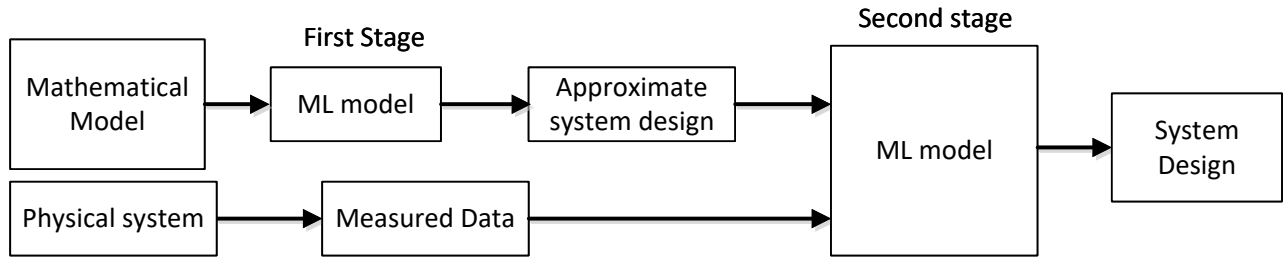 First Stage
Second stage
Mathematical
Model
ML model
Approximate
system design
ML model
System
Design
Physical system
Measured Data